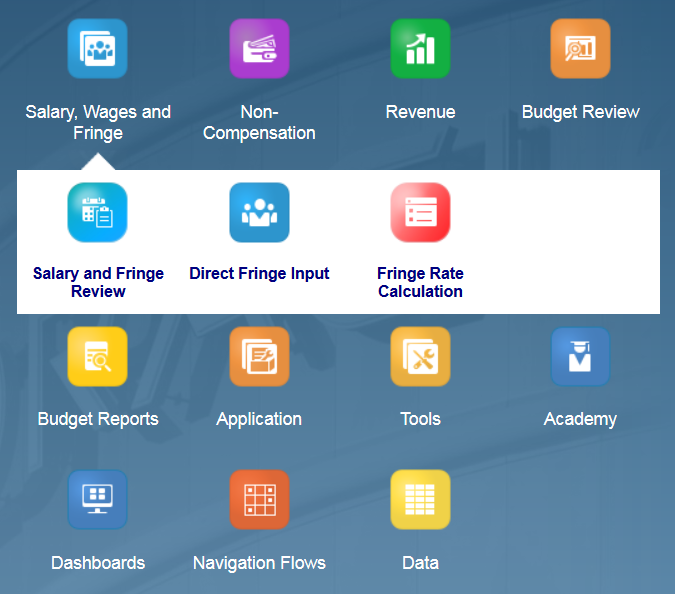 Salary, Wages and
Fringe
Non-
Compensation
Revenue
Budget Review
Salary and Fringe
Review
Direct Fringe Input
Fringe Rate
Calculation
Budget Reports
Application
Tools
Academy
Dashboards
Navigation Flows
Data